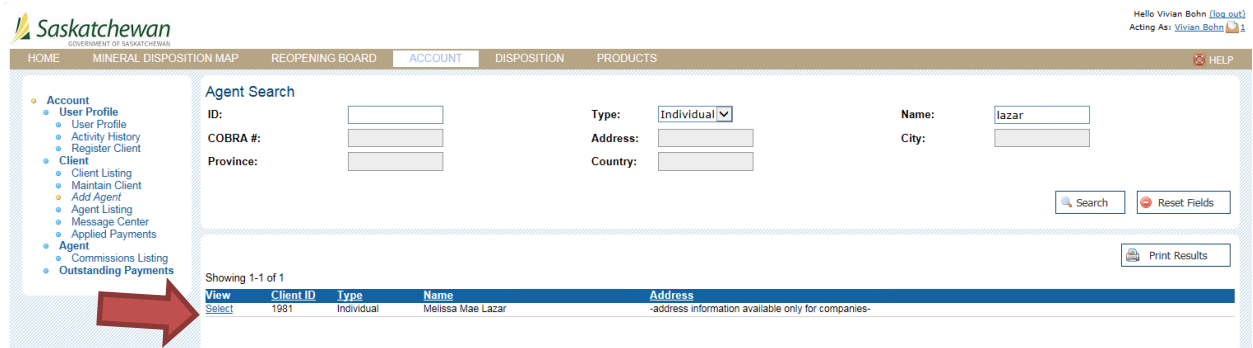 Saskatchewan
GOVERNMENT OF SASKATCHEWAN
Hello Vivian Bohn (log out)
Acting As: Vivian Bohn 1
HOME MINERAL DISPOSITION MAP REOPENING BOARD ACCOUNT DISPOSITION PRODUCTS HELP
Account
User Profile
User Profile
Activity History
Register Client
Client
Client Listing
Maintain Client
Add Agent
Agent Listing
Message Center
Applied Payments
Agent
Commissions Listing
Outstanding Payments
Agent Search
ID: Type: Individual Name: lazar
COBRA #: Address: City:
Province: Country:
Search Reset Fields
Print Results
Showing 1-1 of 1
View Client ID Type Name Address
Select 1981 Individual Melissa Mae Lazar -address information available only for companies-